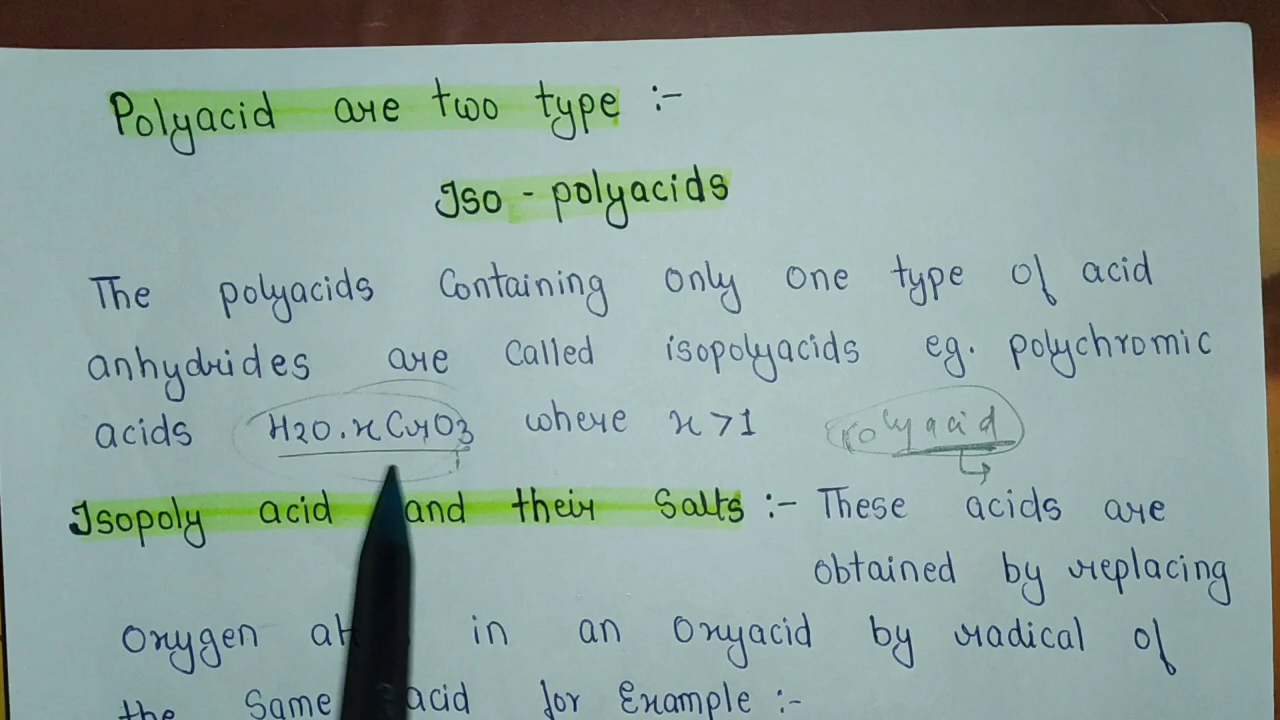 Polyacid are two type :-
Iso - polyacids
The polyacids Containing only one type of acid
anhydrides are Called isopolyacids eg. polychromic
acids H2O.xCrO3 where x>1 Polyacid
Isopoly acid and their Salts :- These acids are
obtained by replacing
Oxygen in an Oxyacid by radical of
the Same acid for Example :-